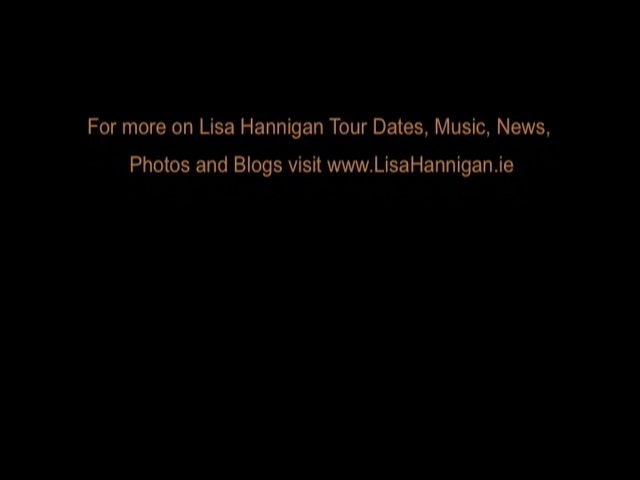 For more on Lisa Hannigan Tour Dates, Music, News,
Photos and Blogs visit www.LisaHannigan.ie